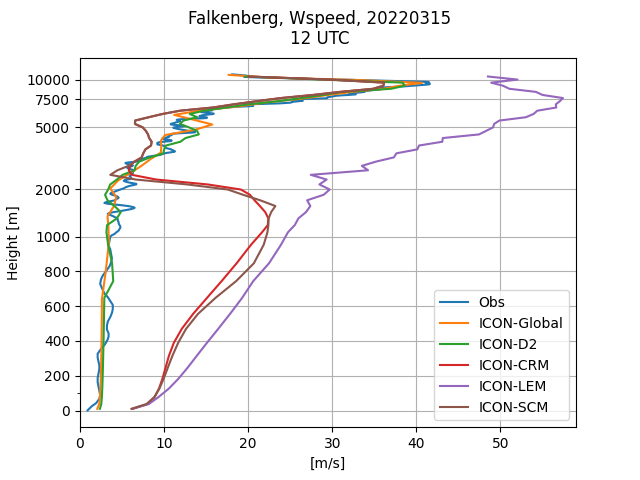 Falkenberg, Wspeed, 20220315
12 UTC
Height [m]
10000
7500
5000
2000
1000
800
600
400
200
0
Obs
ICON-Global
ICON-D2
ICON-CRM
ICON-LEM
ICON-SCM
0 10 20 30 40 50
[m/s]